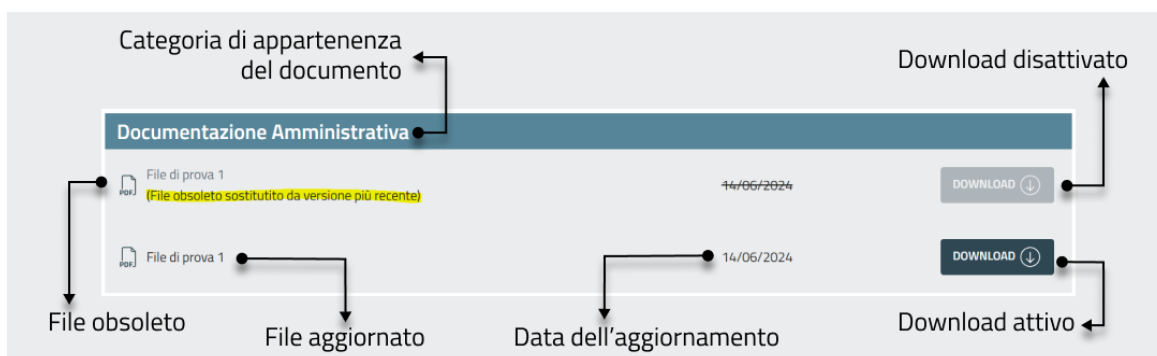 Categoria di appartenenza
del documento
Download disattivato
Documentazione Amministrativa
File di prova 1
(File obsoleto sostitutito da versione più recente)
14/06/2024
DOWNLOAD
PDF
File di prova 1
14/06/2024
DOWNLOAD
PDF
File obsoleto
File aggiornato
Data dell'aggiornamento
Download attivo